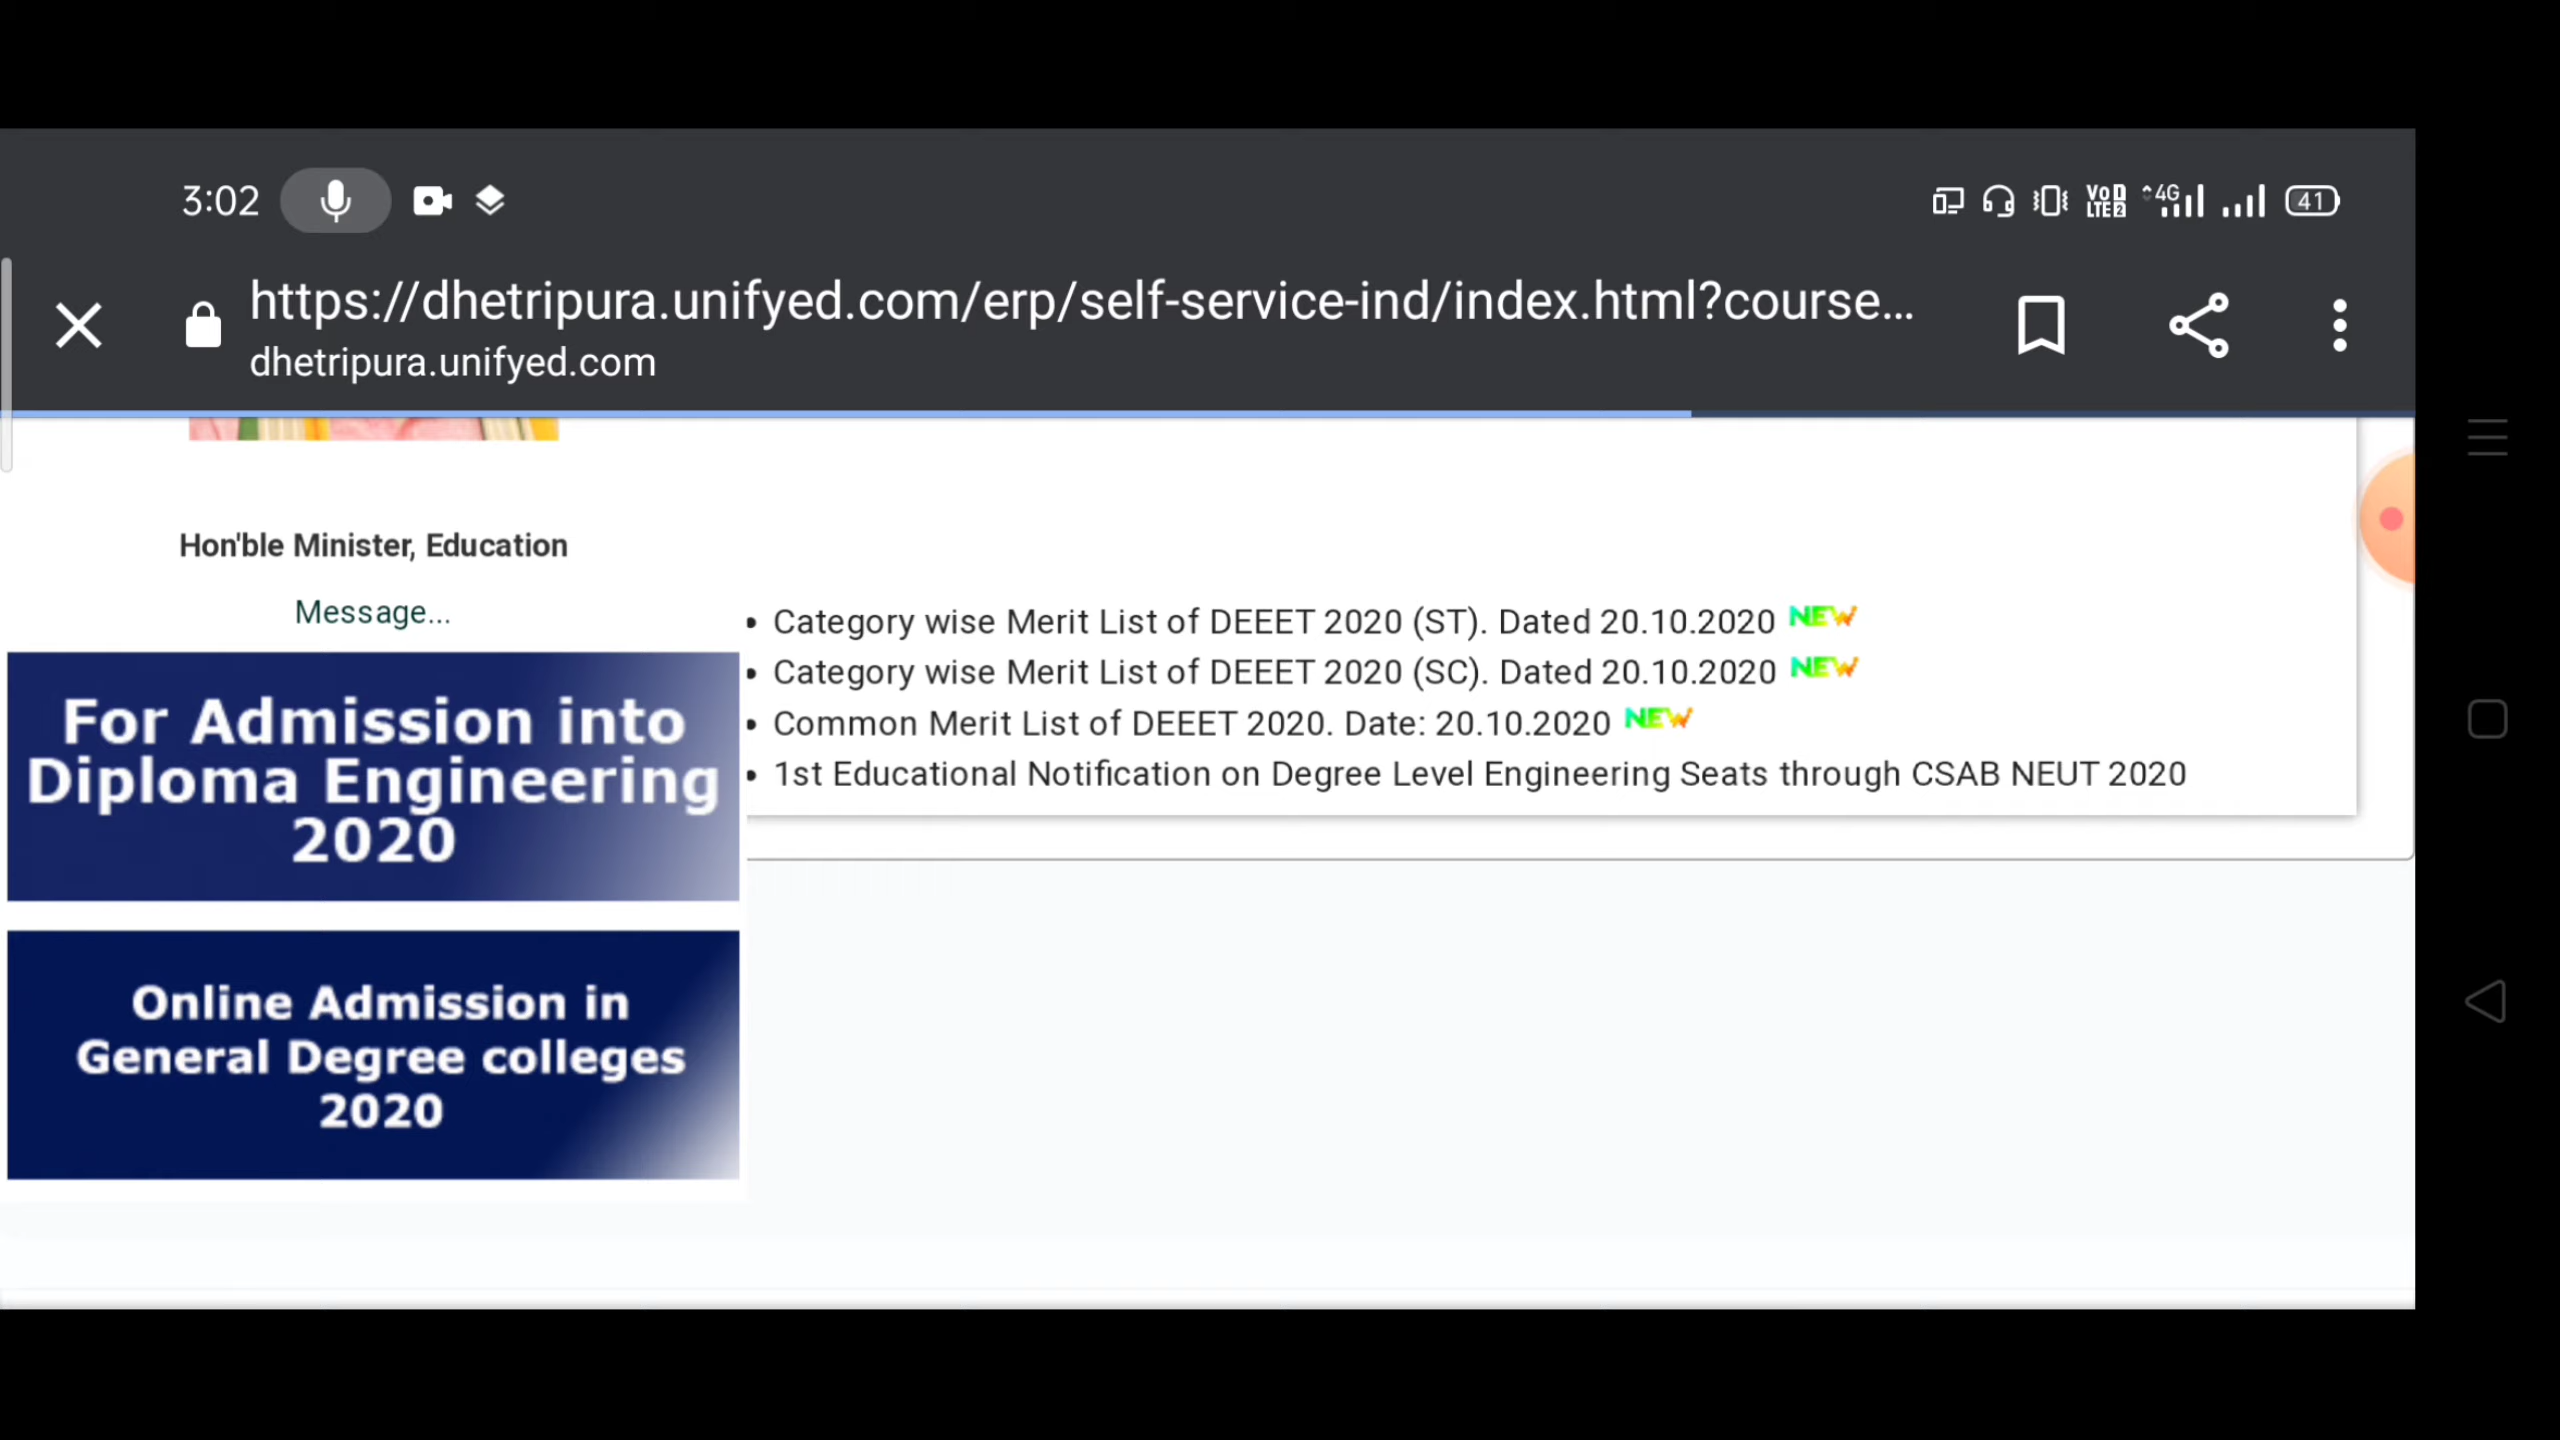 3:02
VoD LTE2 4G 41
https://dhetripura.unifyed.com/erp/self-service-ind/index.html?course...
dhetripura.unifyed.com
Hon'ble Minister, Education
Message...
For Admission into
Diploma Engineering
2020
Online Admission in
General Degree colleges
2020
• Category wise Merit List of DEEET 2020 (ST). Dated 20.10.2020 NEW
• Category wise Merit List of DEEET 2020 (SC). Dated 20.10.2020 NEW
• Common Merit List of DEEET 2020. Date: 20.10.2020 NEW
• 1st Educational Notification on Degree Level Engineering Seats through CSAB NEUT 2020